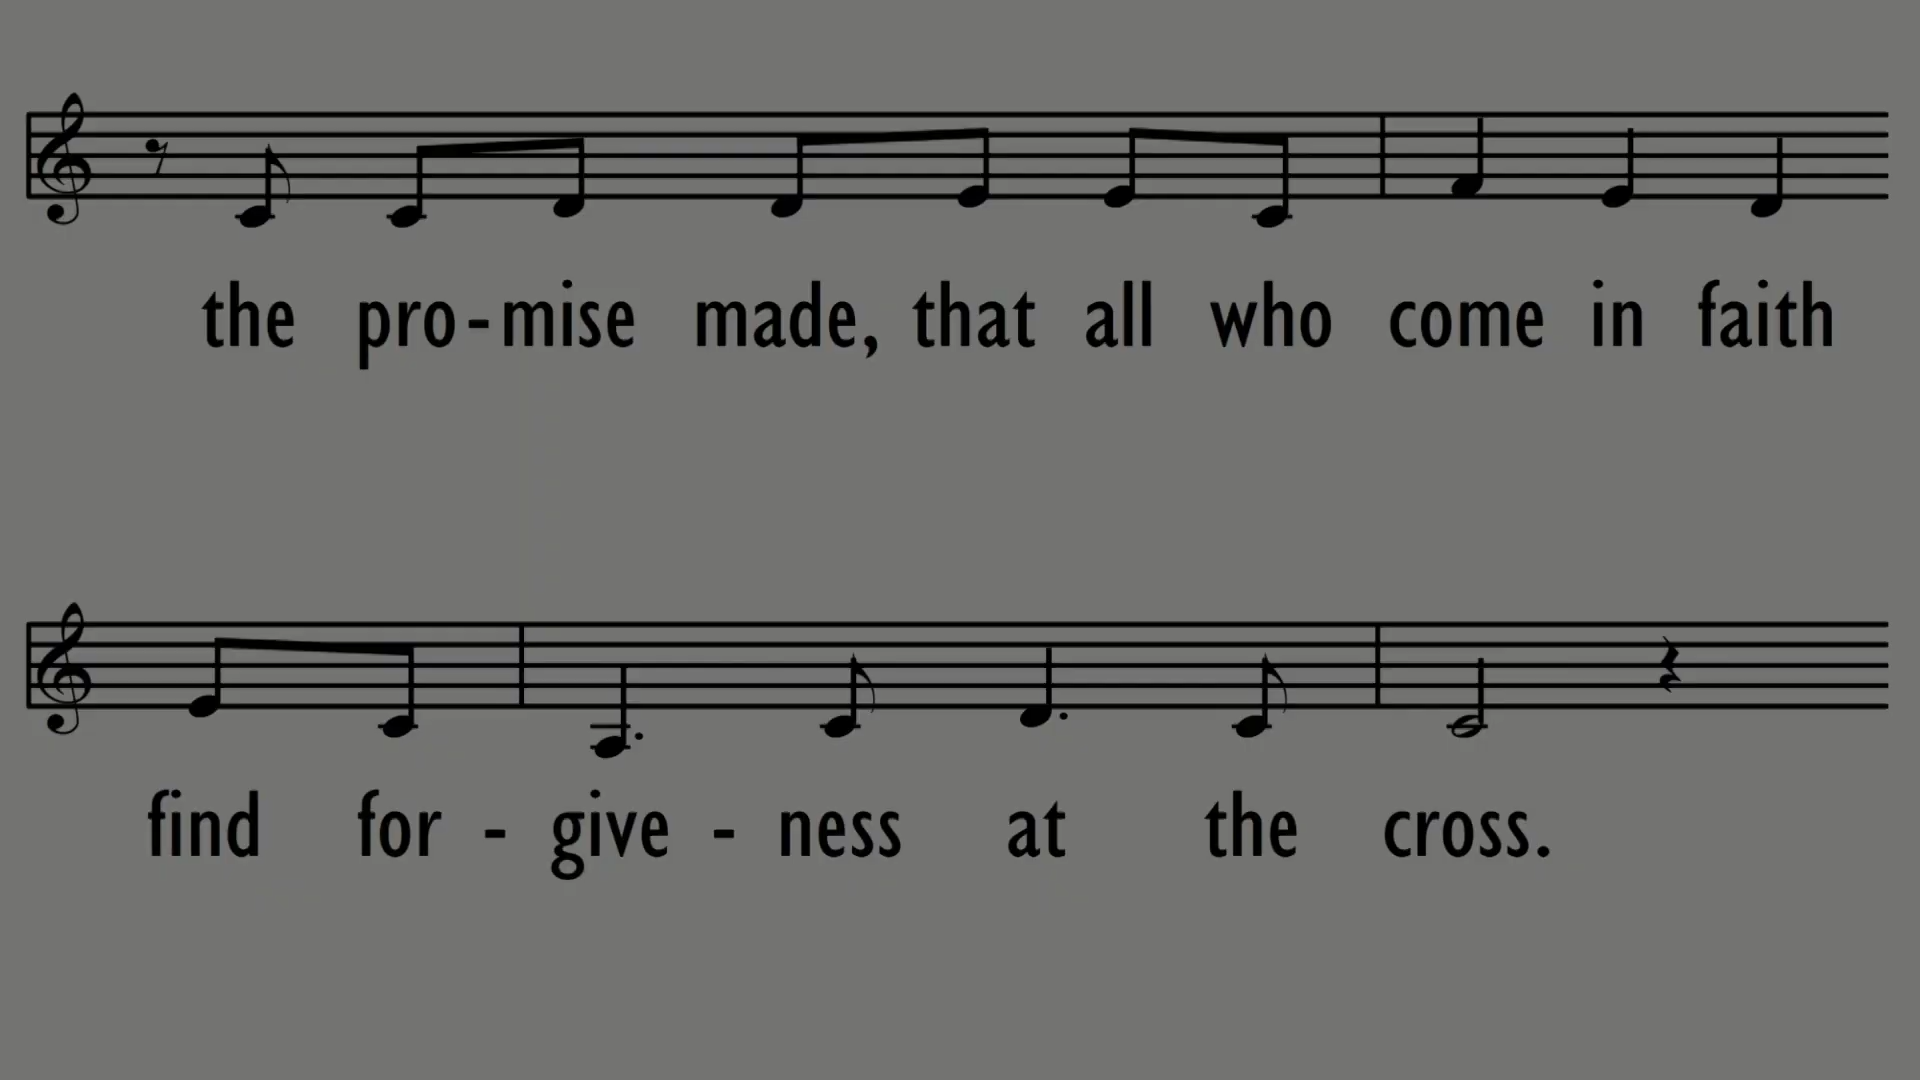 the pro-mise made, that all who come in faith
find for - give - ness at the cross.